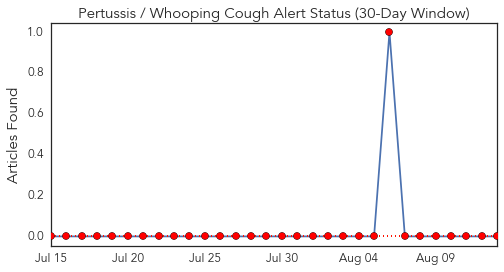 Pertussis / Whooping Cough Alert Status (30-Day Window)
Articles Found
1.0
0.8
0.6
0.4
0.2
0.0
Jul 15 Jul 20 Jul 25 Jul 30 Aug 04 Aug 09